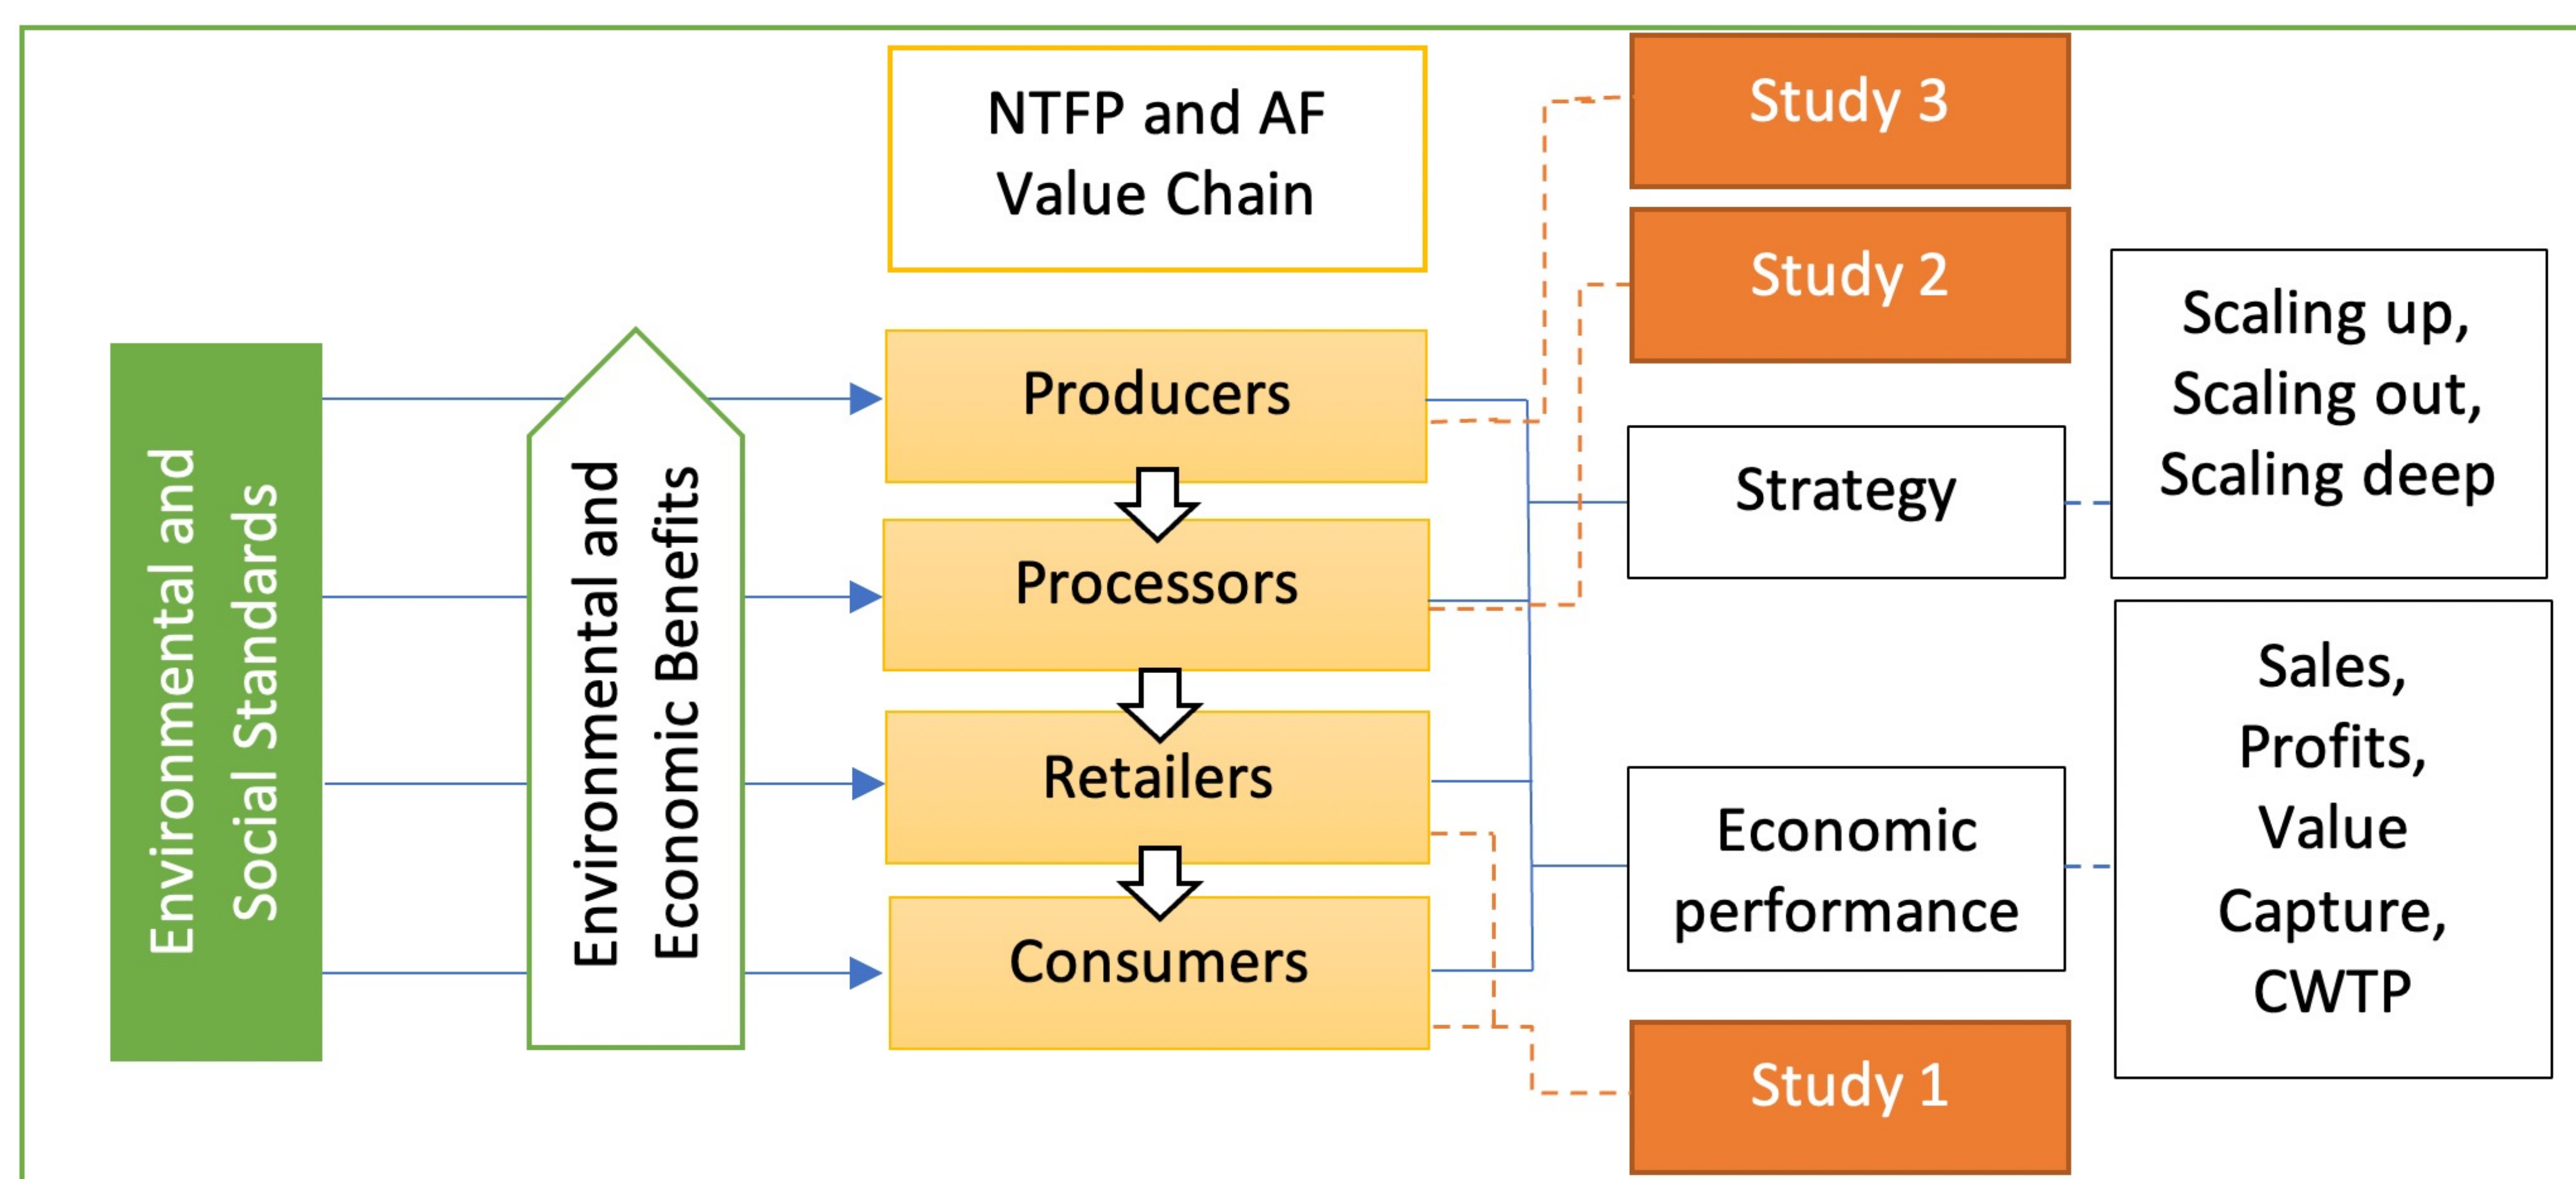 Environmental and
Social Standards
Environmental and
Economic Benefits
NTFP and AF
Value Chain
Producers
Processors
Retailers
Consumers
Study 3
Study 2
Strategy
Economic
performance
Study 1
Scaling up,
Scaling out,
Scaling deep
Sales,
Profits,
Value
Capture,
CWTP